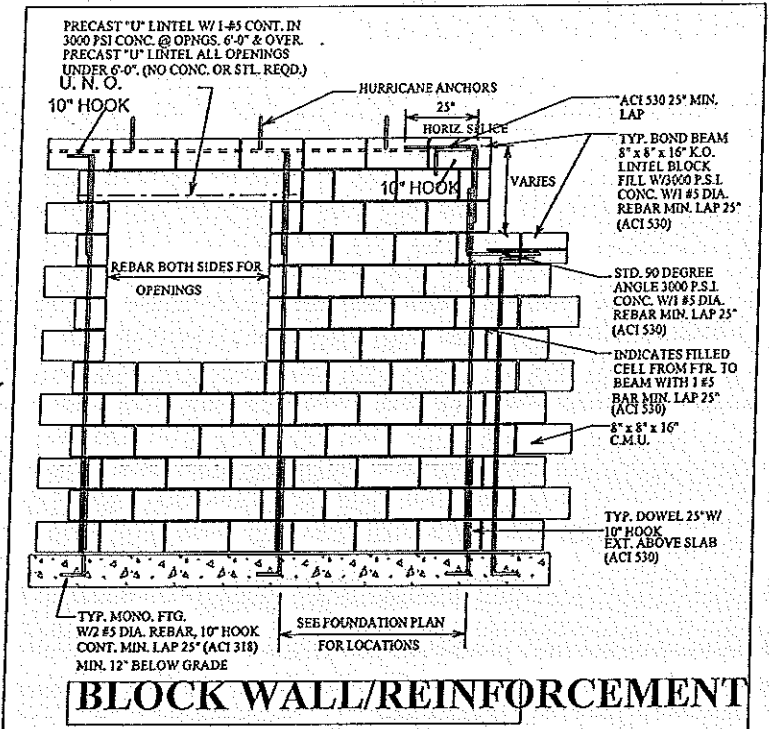 PRECAST "U" LINTEL W/ 1-#5 CONT. IN
3000 PSI CONC. @ OPNGS. 6'-0" & OVER.
PRECAST "U" LINTEL ALL OPENINGS
UNDER 6'-0". (NO CONC. OR STL. REQD.)
U. N. O.
10" HOOK
HURRICANE ANCHORS
25"
HORIZ. SPLICE
ACI 530 25" MIN.
LAP
TYP. BOND BEAM
8" x 8" x 16" K.O.
LINTEL BLOCK
FILL W/3000 P.S.I.
CONC. W/1 #5 DIA.
REBAR MIN. LAP 25"
(ACI 530)
10" HOOK
VARIES
REBAR BOTH SIDES FOR
OPENINGS
STD. 90 DEGREE
ANGLE 3000 P.S.I.
CONC. W/1 #5 DIA.
REBAR MIN. LAP 25"
(ACI 530)
INDICATES FILLED
CELL FROM FTR. TO
BEAM WITH 1 #5
BAR MIN. LAP 25"
(ACI 530)
8" x 8" x 16"
C.M.U.
TYP. DOWEL 25" W/
10" HOOK
EXT. ABOVE SLAB
(ACI 530)
TYP. MONO. FTG.
W/2 #5 DIA. REBAR, 10" HOOK
CONT. MIN. LAP 25" (ACI 318)
MIN. 12" BELOW GRADE
SEE FOUNDATION PLAN
FOR LOCATIONS
BLOCK WALL/REINFORCEMENT